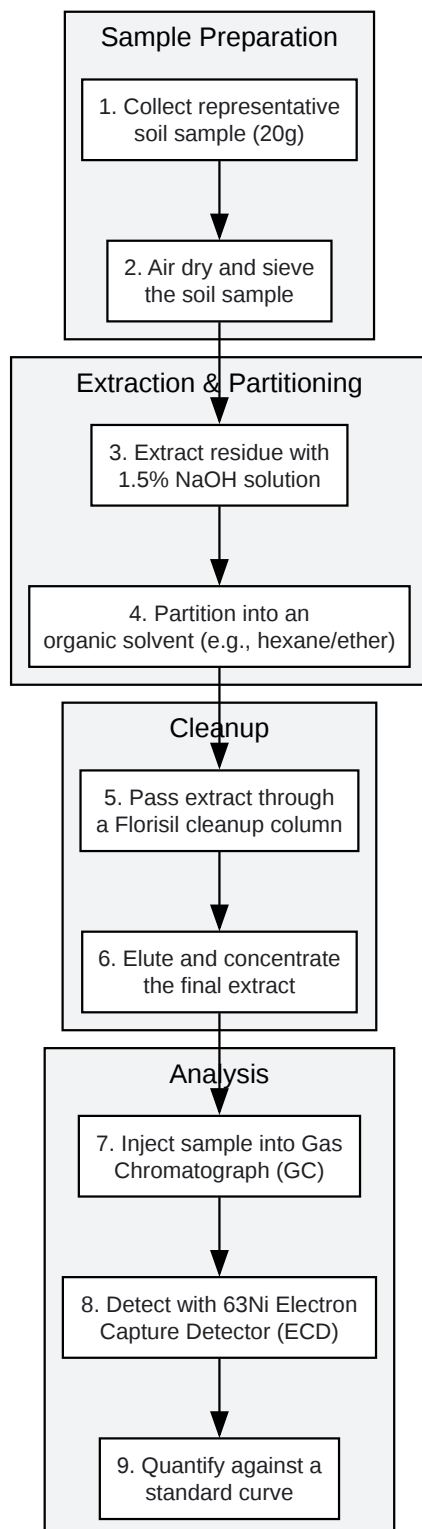 Sample Preparation
1. Collect representative
soil sample (20g)
2. Air dry and sieve
the soil sample
Extraction & Partitioning
3. Extract residue with
1.5% NaOH solution
4. Partition into an
organic solvent (e.g., hexane/ether)
Cleanup
5. Pass extract through
a Florisil cleanup column
6. Elute and concentrate
the final extract
Analysis
7. Inject sample into Gas
Chromatograph (GC)
8. Detect with 63Ni Electron
Capture Detector (ECD)
9. Quantify against a
standard curve